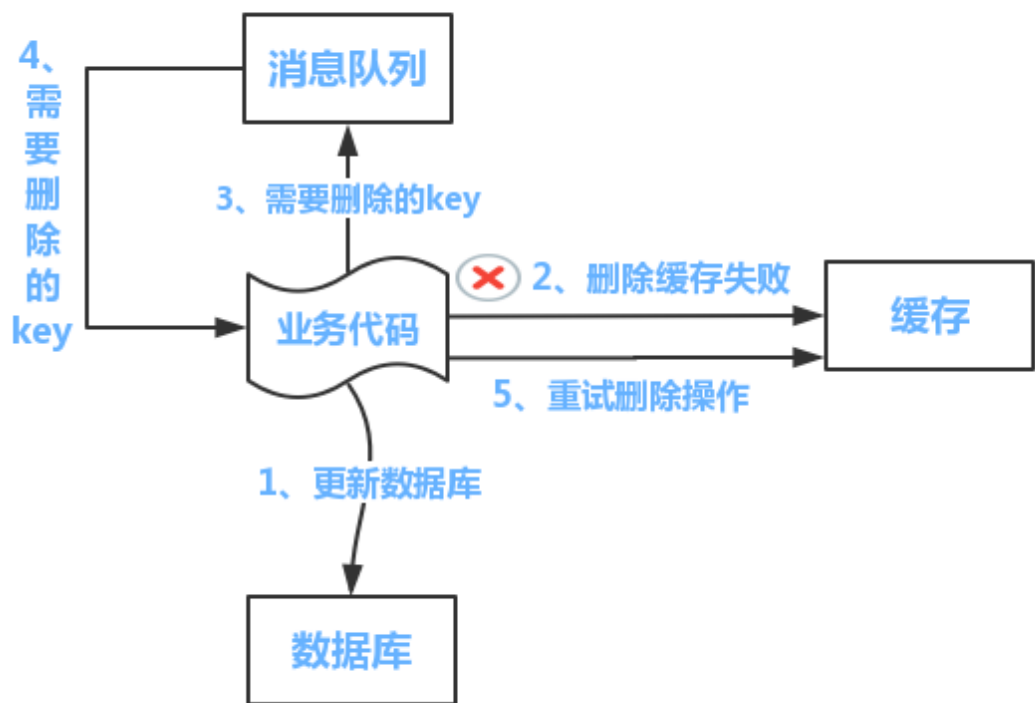 消息队列
4、
需
要
删
除
的
key
3、需要删除的key
2、删除缓存失败
业务代码
缓存
5、重试删除操作
1、更新数据库
数据库